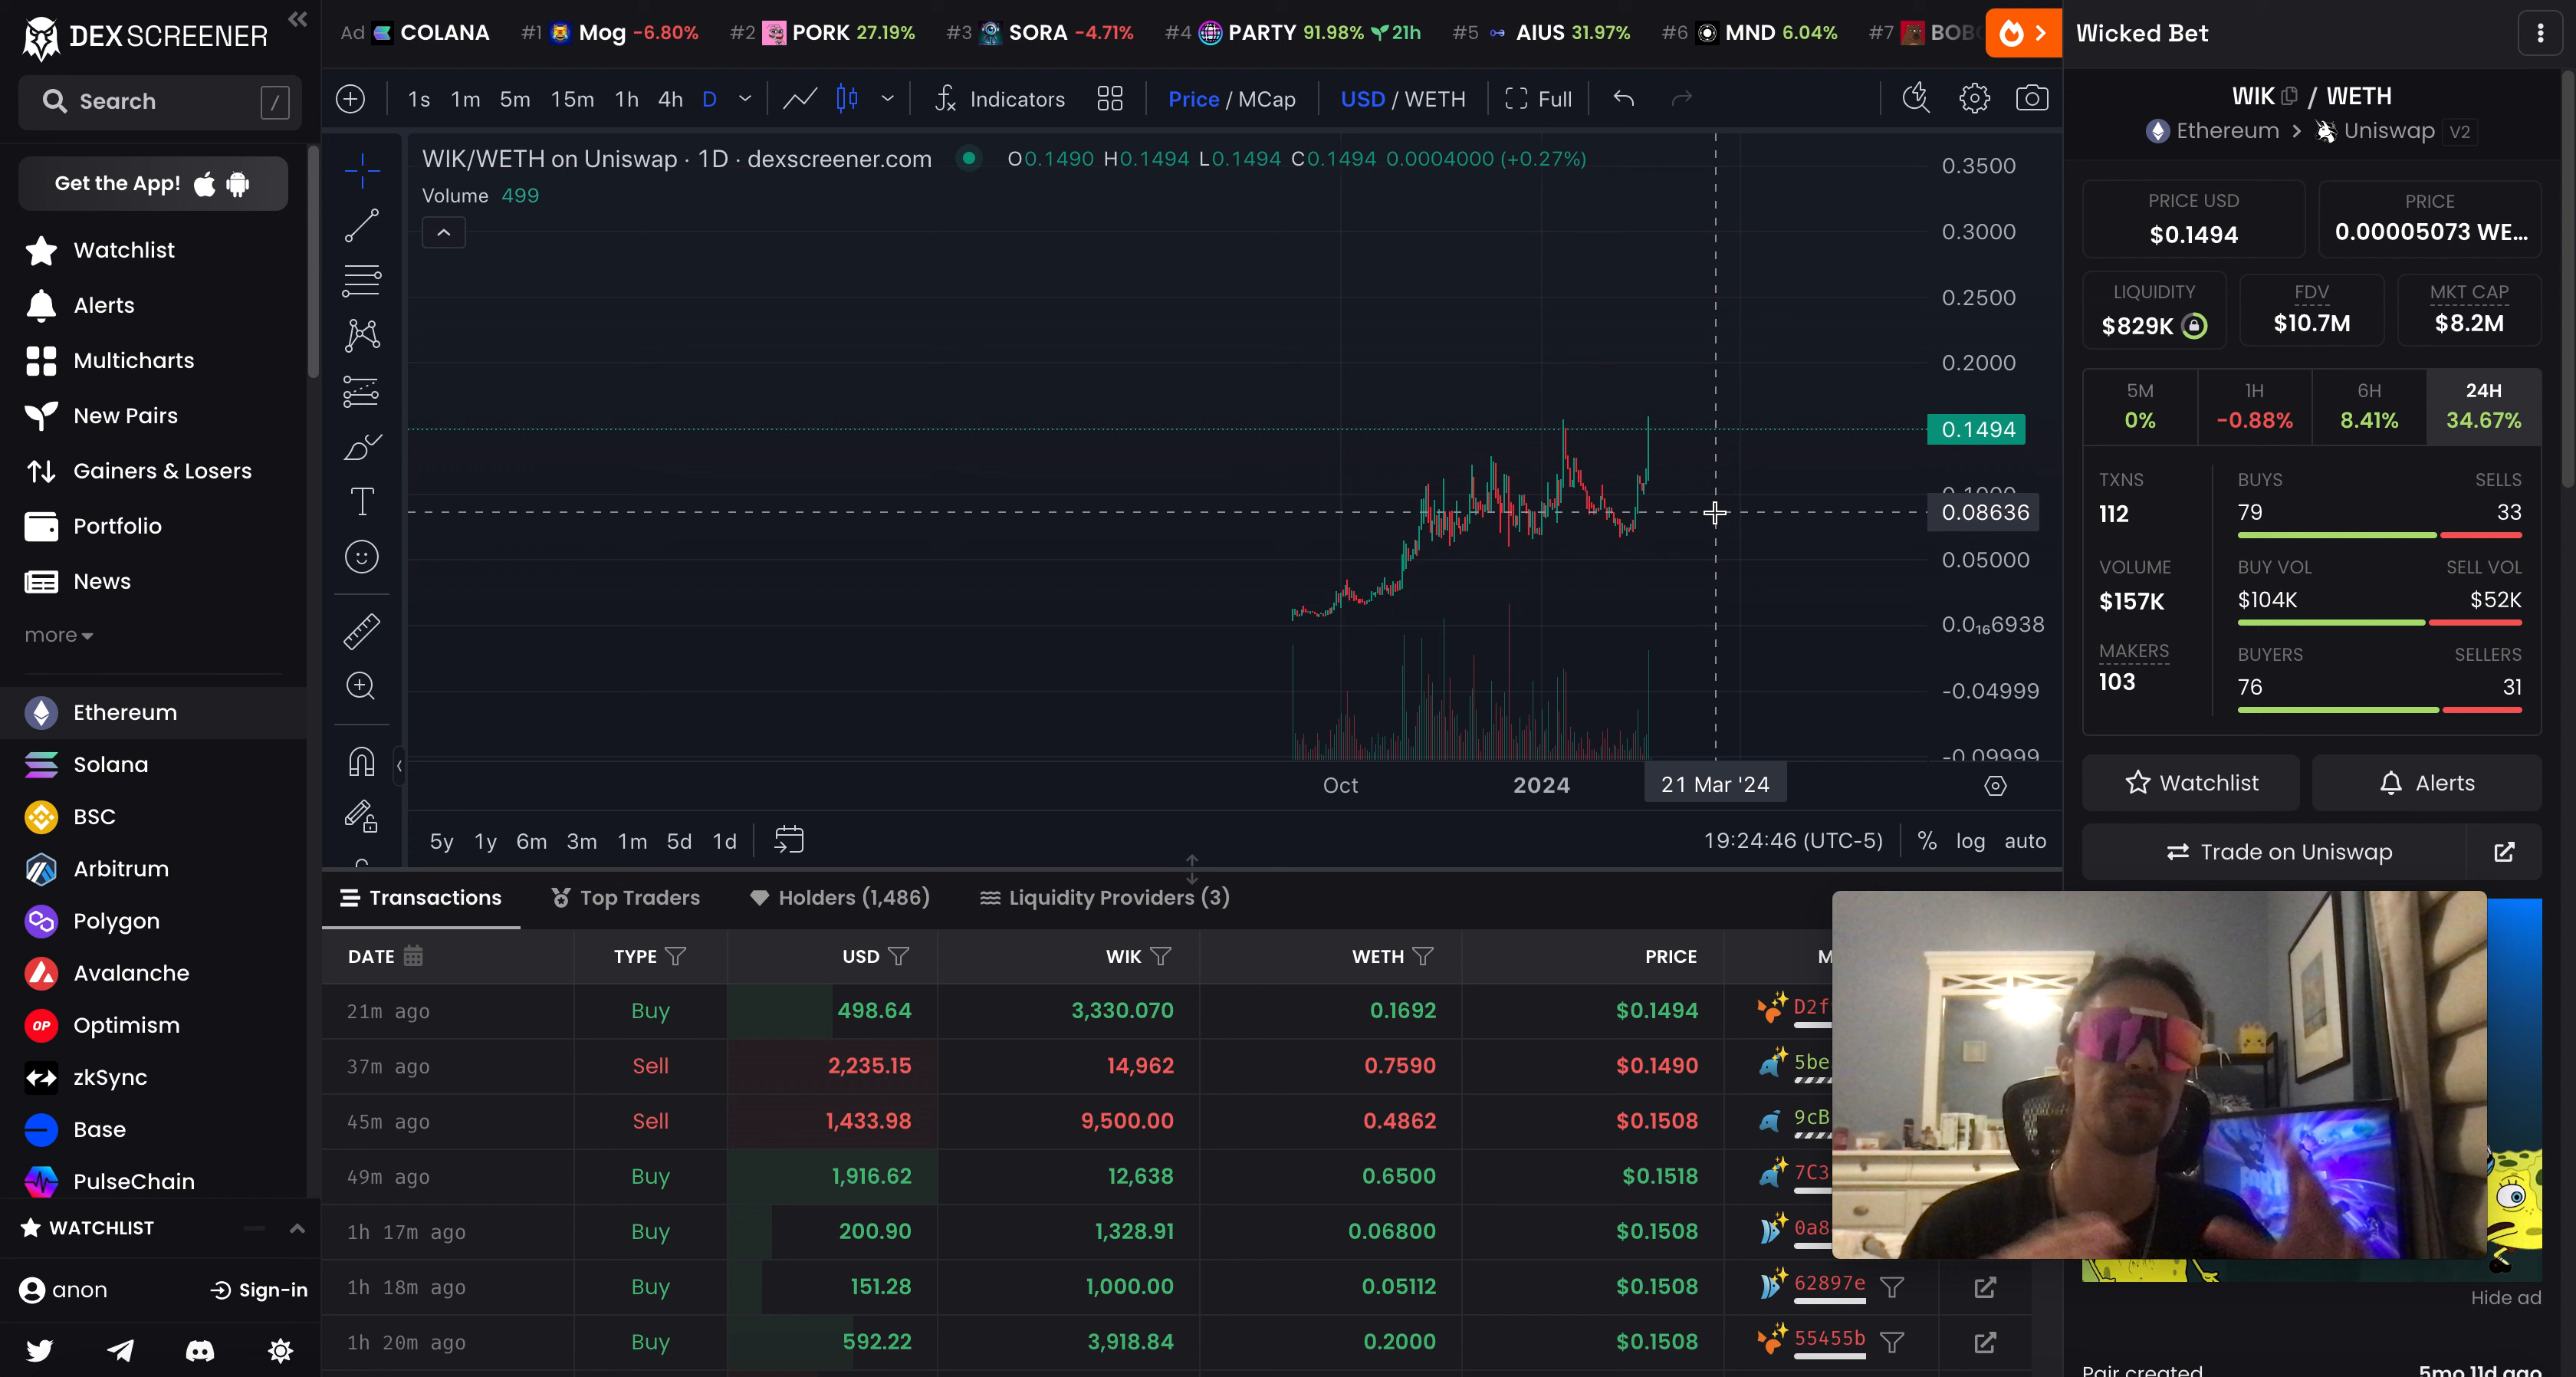 DEX SCREENER
Search /
Get the App!
Watchlist
Alerts
Multicharts
New Pairs
Gainers & Losers
Portfolio
News
more
Ethereum
Solana
BSC
Arbitrum
Polygon
Avalanche
OP Optimism
zkSync
Base
PulseChain
WATCHLIST
anon Sign-in
Ad COLANA #1 Mog -6.80% #2 PORK 27.19% #3 SORA -4.71% #4 PARTY 91.98% 21h #5 AIUS 31.97% #6 MND 6.04% #7
1s 1m 5m 15m 1h 4h D Indicators Price / MCap USD / WETH Full
WIK/WETH on Uniswap · 1D · dexscreener.com O0.1490 H0.1494 L0.1494 C0.1494 0.0004000 (+0.27%)
Volume 499
0.3500
0.3000
0.2500
0.2000
0.1494
0.1000
0.08636
0.05000
0.0₁₆6938
-0.04999
-0.09999
Oct 2024 21 Mar '24
5y 1y 6m 3m 1m 5d 1d 19:24:46 (UTC-5) % log auto
Transactions Top Traders Holders (1,486) Liquidity Providers (3)
DATE TYPE USD WIK WETH PRICE M
21m ago Buy 498.64 3,330.070 0.1692 $0.1494 D2f
37m ago Sell 2,235.15 14,962 0.7590 $0.1490 5be
45m ago Sell 1,433.98 9,500.00 0.4862 $0.1508 9cB
49m ago Buy 1,916.62 12,638 0.6500 $0.1518 7C3
1h 17m ago Buy 200.90 1,328.91 0.06800 $0.1508 0a8
1h 18m ago Buy 151.28 1,000.00 0.05112 $0.1508 62897e
1h 20m ago Buy 592.22 3,918.84 0.2000 $0.1508 55455b
Wicked Bet
WIK / WETH
Ethereum > Uniswap V2
PRICE USD PRICE
$0.1494 0.00005073 WE...
LIQUIDITY FDV MKT CAP
$829K $10.7M $8.2M
5M 1H 6H 24H
0% -0.88% 8.41% 34.67%
TXNS BUYS SELLS
112 79 33
VOLUME BUY VOL SELL VOL
$157K $104K $52K
MAKERS BUYERS SELLERS
103 76 31
Watchlist Alerts
Trade on Uniswap
Hide ad
Pair created 5mo 11d ago